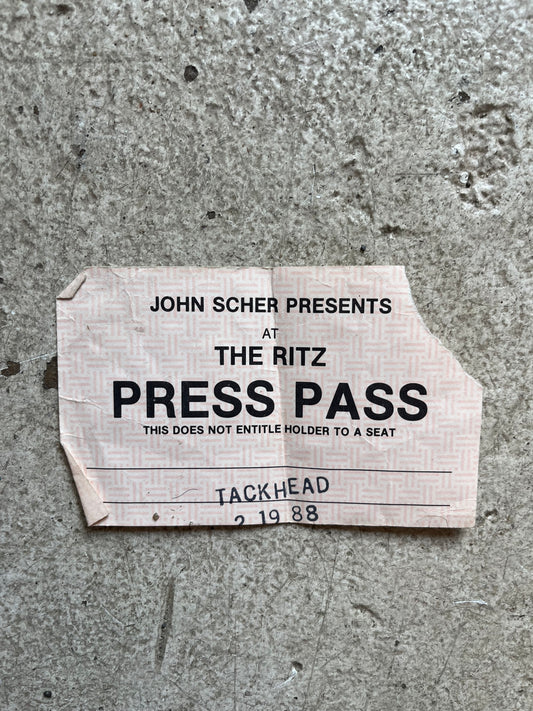 JOHN SCHER PRESENTS
AT
THE RITZ
PRESS PASS
THIS DOES NOT ENTITLE HOLDER TO A SEAT
TACKHEAD
2 19 88